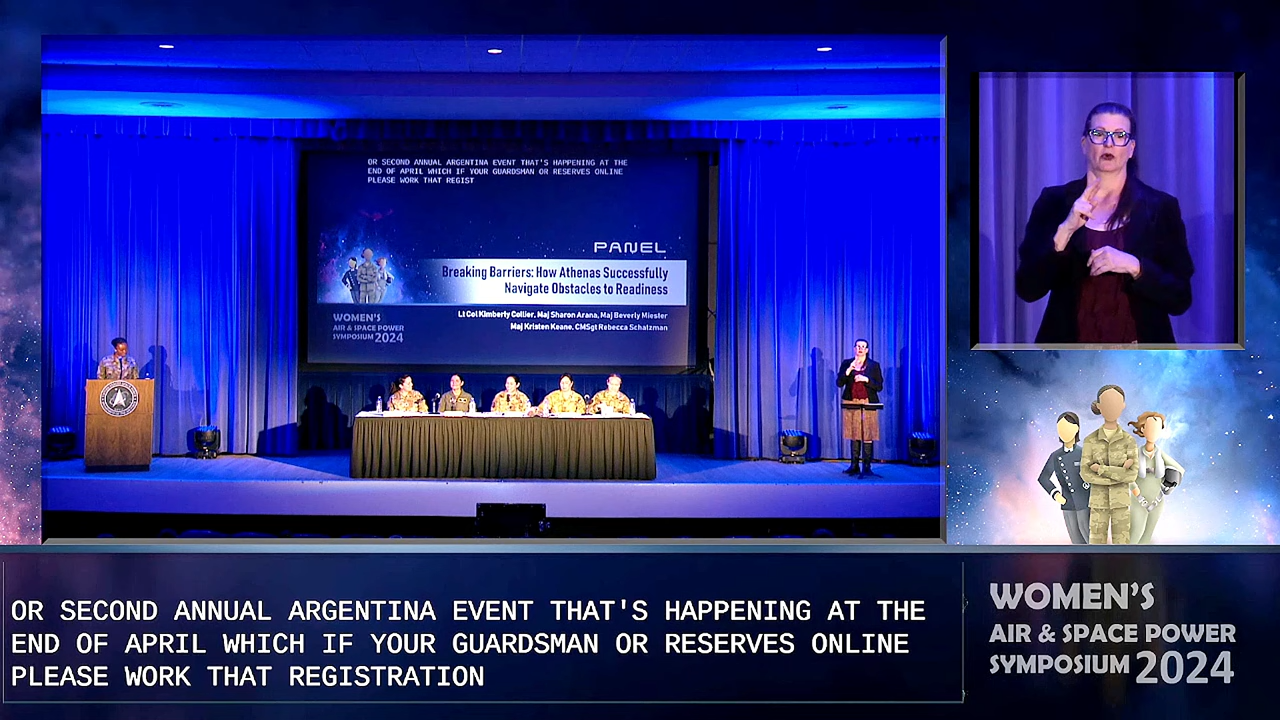 OR SECOND ANNUAL ARGENTINA EVENT THAT'S HAPPENING AT THE
END OF APRIL WHICH IF YOUR GUARDSMAN OR RESERVES ONLINE
PLEASE WORK THAT REGIST
PANEL
Breaking Barriers: How Athenas Successfully
Navigate Obstacles to Readiness
Lt Col Kimberly Collier, Maj Sharon Arana, Maj Beverly Miester
Maj Kristen Keane, CMSgt Rebecca Schatzman
WOMEN'S
AIR & SPACE POWER
SYMPOSIUM 2024
OR SECOND ANNUAL ARGENTINA EVENT THAT'S HAPPENING AT THE
END OF APRIL WHICH IF YOUR GUARDSMAN OR RESERVES ONLINE
PLEASE WORK THAT REGISTRATION
WOMEN'S
AIR & SPACE POWER
SYMPOSIUM 2024